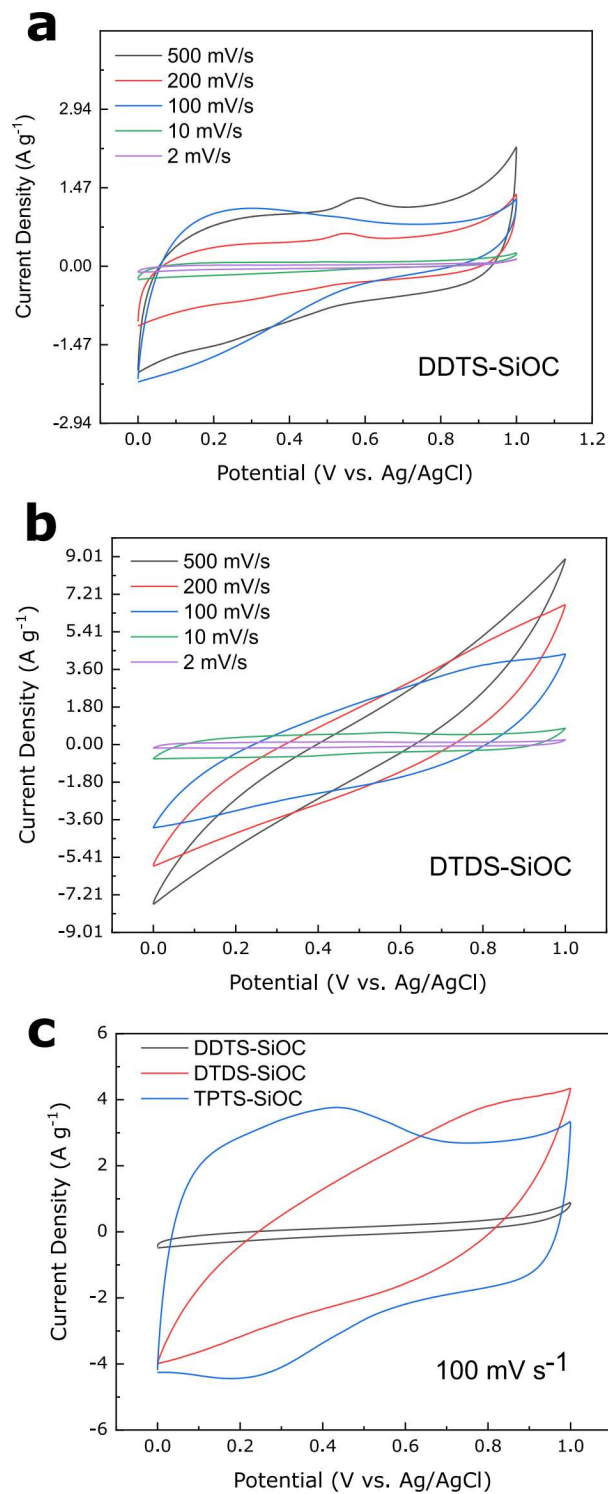 a
500 mV/s
200 mV/s
100 mV/s
10 mV/s
2 mV/s
2.94
1.47
0.00
-1.47
-2.94
Current Density (A g⁻¹)
DDTS-SiOC
0.0 0.2 0.4 0.6 0.8 1.0 1.2
Potential (V vs. Ag/AgCl)
b
500 mV/s
200 mV/s
100 mV/s
10 mV/s
2 mV/s
9.01
7.21
5.41
3.60
1.80
0.00
-1.80
-3.60
-5.41
-7.21
-9.01
Current Density (A g⁻¹)
DTDS-SiOC
0.0 0.2 0.4 0.6 0.8 1.0
Potential (V vs. Ag/AgCl)
c
DDTS-SiOC
DTDS-SiOC
TPTS-SiOC
6
4
2
0
-2
-4
-6
Current Density (A g⁻¹)
100 mV s⁻¹
0.0 0.2 0.4 0.6 0.8 1.0
Potential (V vs. Ag/AgCl)